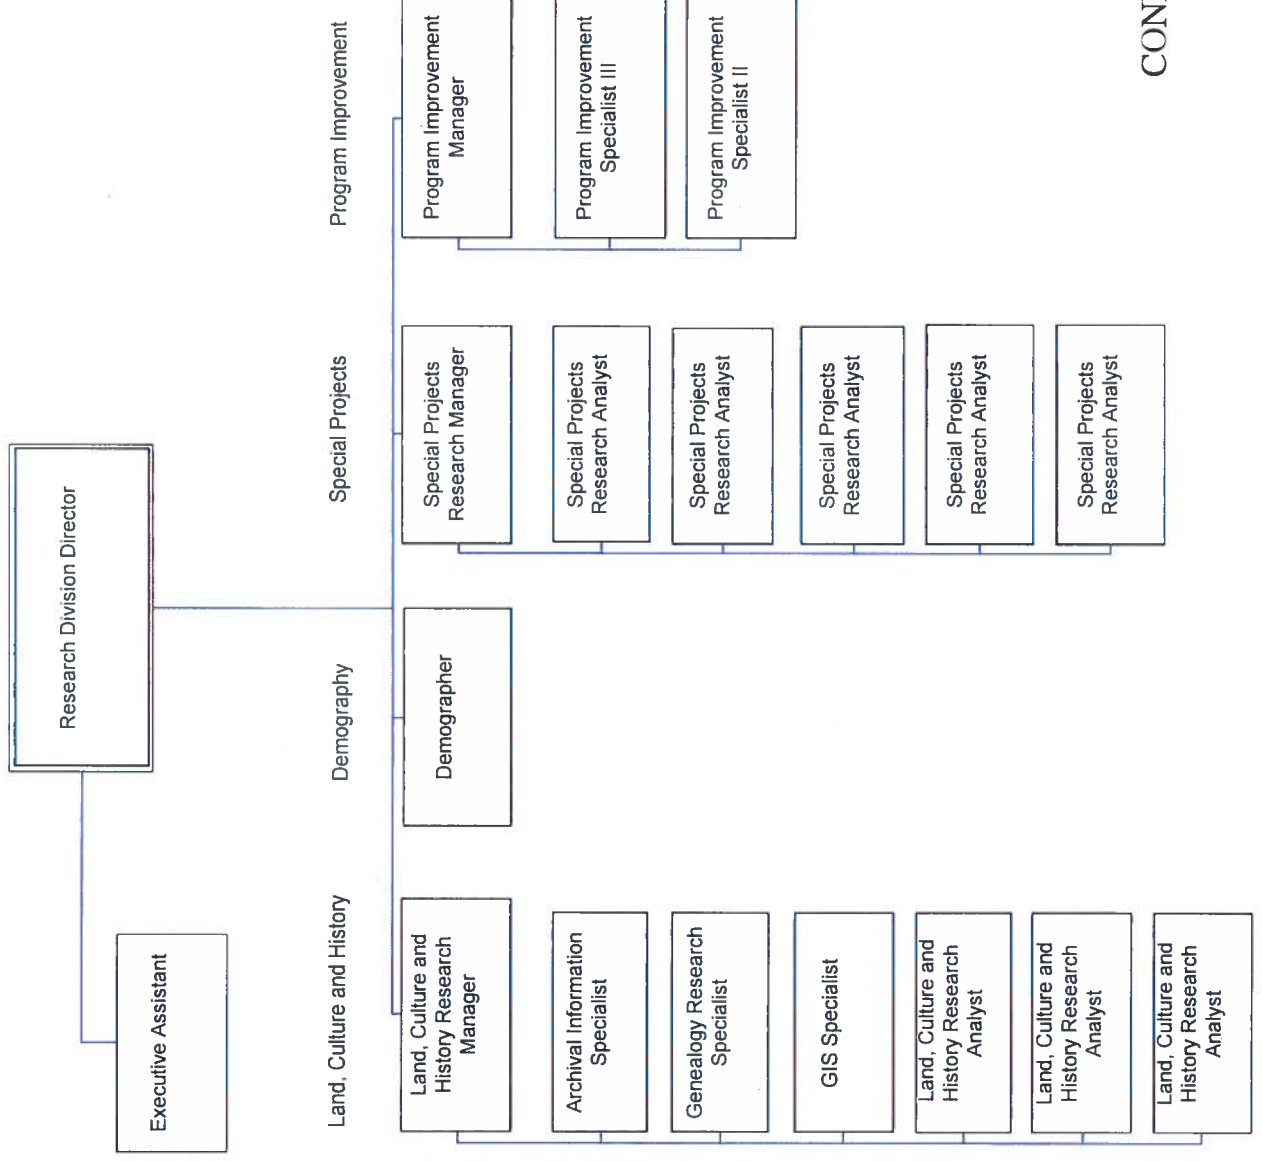 Research Division Director
Executive Assistant
Land, Culture and History
Land, Culture and
History Research
Manager
Archival Information
Specialist
Genealogy Research
Specialist
GIS Specialist
Land, Culture and
History Research
Analyst
Land, Culture and
History Research
Analyst
Land, Culture and
History Research
Analyst
Demography
Demographer
Special Projects
Special Projects
Research Manager
Special Projects
Research Analyst
Special Projects
Research Analyst
Special Projects
Research Analyst
Special Projects
Research Analyst
Special Projects
Research Analyst
Program Improvement
Program Improvement
Manager
Program Improvement
Specialist III
Program Improvement
Specialist II